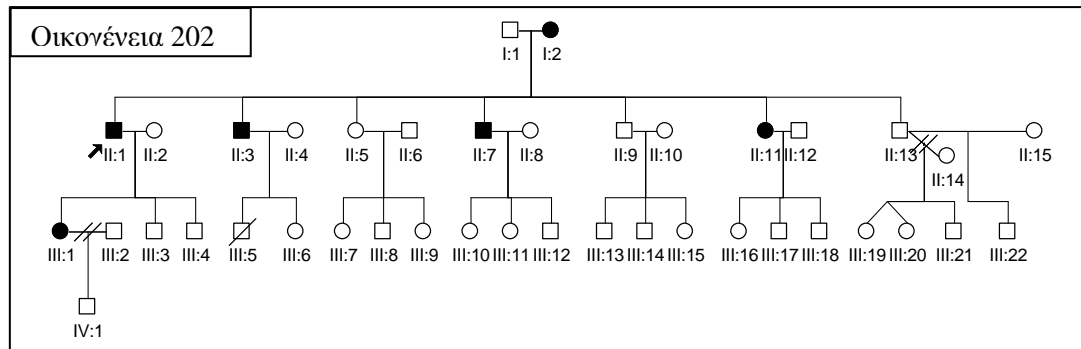 Οικογένεια 202
I:1 I:2
II:1 II:2 II:3 II:4 II:5 II:6 II:7 II:8 II:9 II:10 II:11 II:12 II:13 II:14 II:15
III:1 III:2 III:3 III:4 III:5 III:6 III:7 III:8 III:9 III:10 III:11 III:12 III:13 III:14 III:15 III:16 III:17 III:18 III:19 III:20 III:21 III:22
IV:1